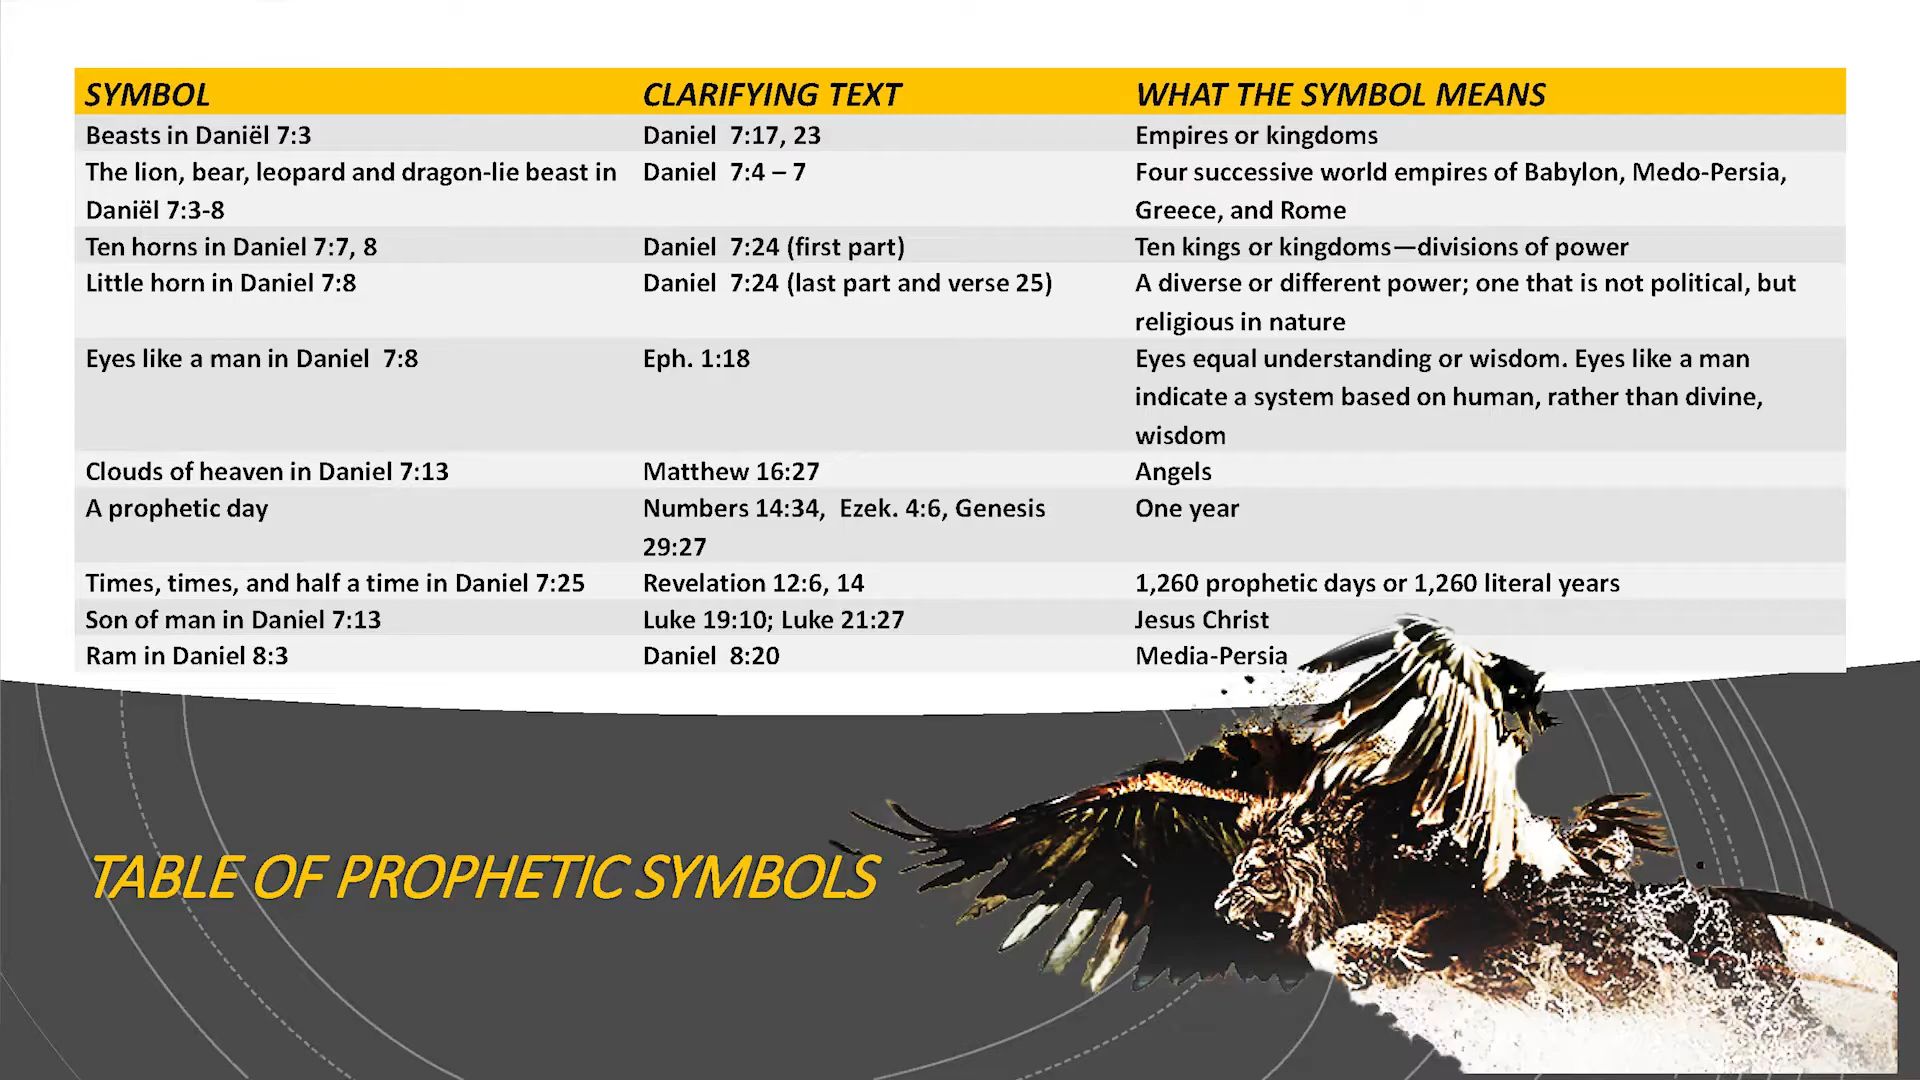 SYMBOL CLARIFYING TEXT WHAT THE SYMBOL MEANS
Beasts in Daniël 7:3 Daniel 7:17, 23 Empires or kingdoms
The lion, bear, leopard and dragon-lie beast in Daniel 7:4 – 7 Four successive world empires of Babylon, Medo-Persia,
Daniël 7:3-8 Greece, and Rome
Ten horns in Daniel 7:7, 8 Daniel 7:24 (first part) Ten kings or kingdoms—divisions of power
Little horn in Daniel 7:8 Daniel 7:24 (last part and verse 25) A diverse or different power; one that is not political, but
religious in nature
Eyes like a man in Daniel 7:8 Eph. 1:18 Eyes equal understanding or wisdom. Eyes like a man
indicate a system based on human, rather than divine,
wisdom
Clouds of heaven in Daniel 7:13 Matthew 16:27 Angels
A prophetic day Numbers 14:34, Ezek. 4:6, Genesis One year
29:27
Times, times, and half a time in Daniel 7:25 Revelation 12:6, 14 1,260 prophetic days or 1,260 literal years
Son of man in Daniel 7:13 Luke 19:10; Luke 21:27 Jesus Christ
Ram in Daniel 8:3 Daniel 8:20 Media-Persia
TABLE OF PROPHETIC SYMBOLS